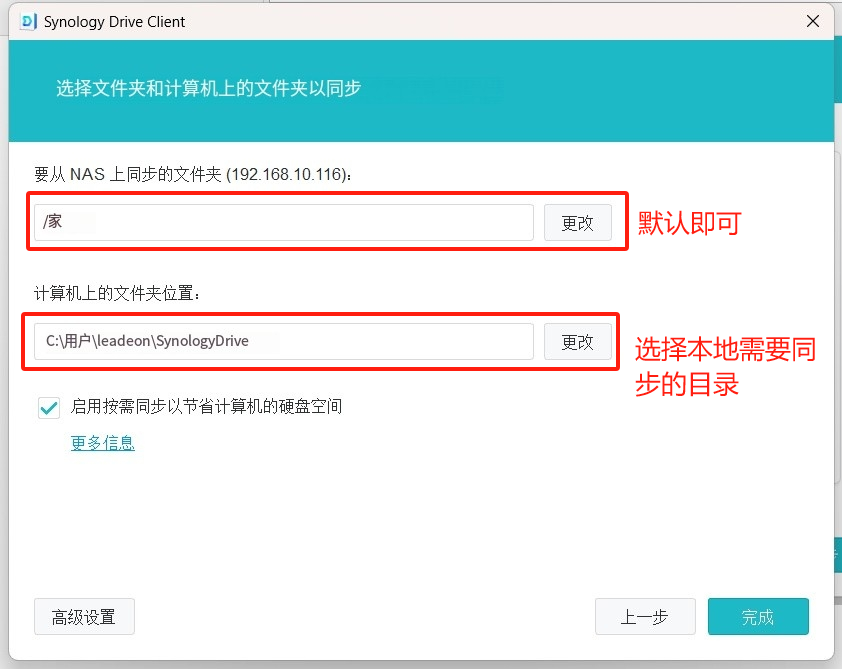 Synology Drive Client
选择文件夹和计算机上的文件夹以同步
要从 NAS 上同步的文件夹 (192.168.10.116):
/家
更改
默认即可
计算机上的文件夹位置:
C:\用户\leadeon\SynologyDrive
更改
选择本地需要同
步的目录
启用按需同步以节省计算机的硬盘空间
更多信息
高级设置
上一步
完成